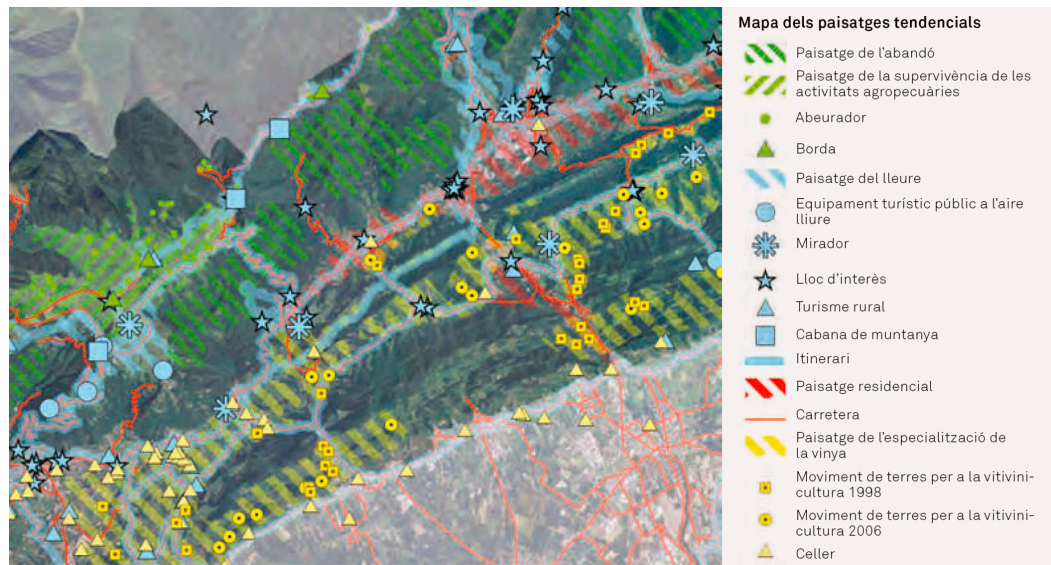 Mapa dels paisatges tendencials
Paisatge de l'abandó
Paisatge de la supervivència de les
activitats agropecuàries
Abeurador
Borda
Paisatge del lleure
Equipament turístic públic a l'aire
lliure
Mirador
Lloc d'interès
Turisme rural
Cabana de muntanya
Itinerari
Paisatge residencial
Carretera
Paisatge de l'especialització de
la vinya
Moviment de terres per a la vitivini-
cultura 1998
Moviment de terres per a la vitivini-
cultura 2006
Celler